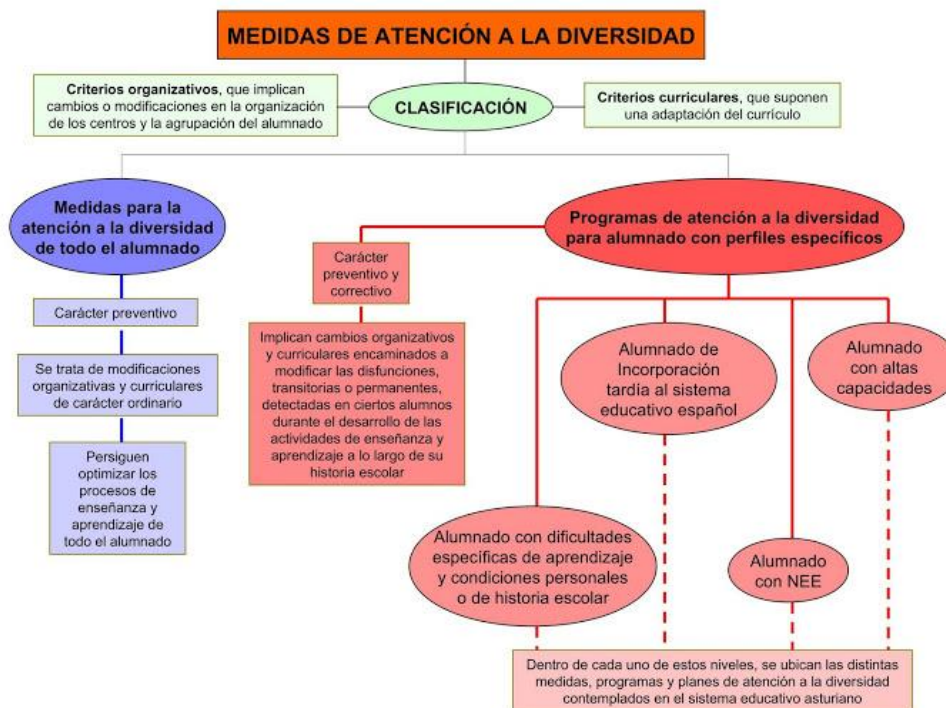 MEDIDAS DE ATENCIÓN A LA DIVERSIDAD
Criterios organizativos, que implican
cambios o modificaciones en la organización
de los centros y la agrupación del alumnado
CLASIFICACIÓN
Criterios curriculares, que suponen
una adaptación del currículo
Medidas para la
atención a la diversidad
de todo el alumnado
Carácter preventivo
Se trata de modificaciones
organizativas y curriculares
de carácter ordinario
Persiguen
optimizar los
procesos de
enseñanza y
aprendizaje de
todo el alumnado
Programas de atención a la diversidad
para alumnado con perfiles específicos
Carácter
preventivo y
correctivo
Implican cambios organizativos
y curriculares encaminados a
modificar las disfunciones,
transitorias o permanentes,
detectadas en ciertos alumnos
durante el desarrollo de las
actividades de enseñanza y
aprendizaje a lo largo de su
historia escolar
Alumnado de
Incorporación
tardía al sistema
educativo español
Alumnado
con altas
capacidades
Alumnado con dificultades
específicas de aprendizaje
y condiciones personales
o de historia escolar
Alumnado
con NEE
Dentro de cada uno de estos niveles, se ubican las distintas
medidas, programas y planes de atención a la diversidad
contemplados en el sistema educativo asturiano